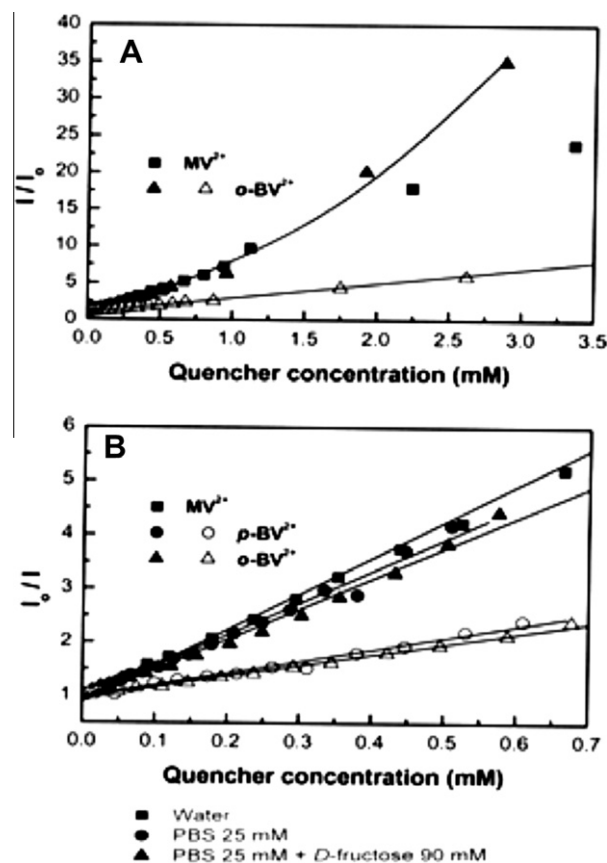 A
40
35
30
25
20
15
10
5
0
I / I₀
■ MV²⁺
▲ △ o-BV²⁺
0.0 0.5 1.0 1.5 2.0 2.5 3.0 3.5
Quencher concentration (mM)
B
6
5
4
3
2
1
0
I₀ / I
■ MV²⁺
● ○ p-BV²⁺
▲ △ o-BV²⁺
0.0 0.1 0.2 0.3 0.4 0.5 0.6 0.7
Quencher concentration (mM)
■ Water
● PBS 25 mM
▲ PBS 25 mM + D-fructose 90 mM